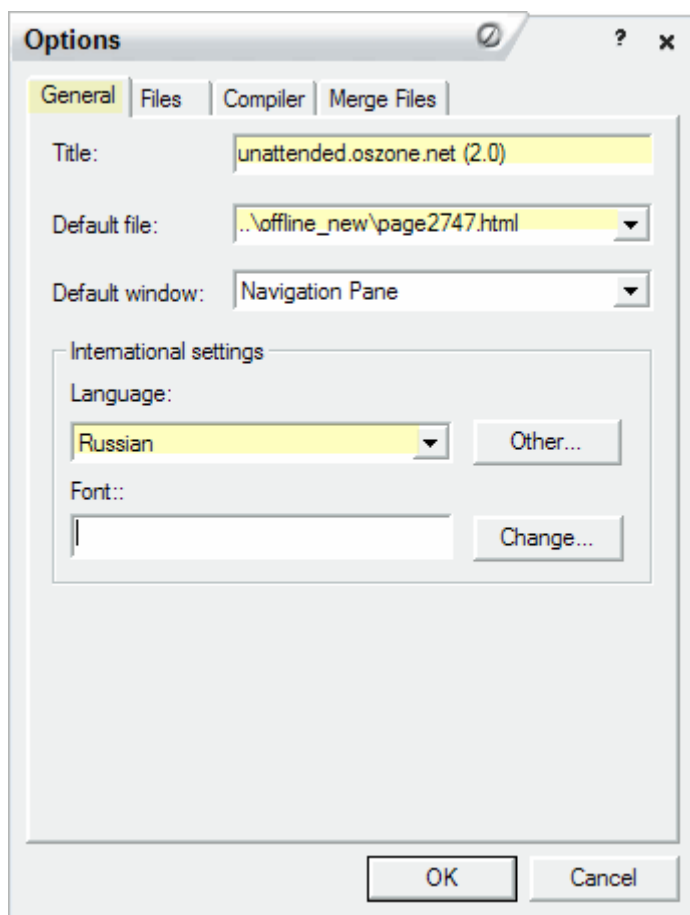 Options
General Files Compiler Merge Files
Title: unattended.oszone.net (2.0)
Default file: ..\offline_new\page2747.html
Default window: Navigation Pane
International settings
Language:
Russian Other...
Font::
Change...
OK Cancel